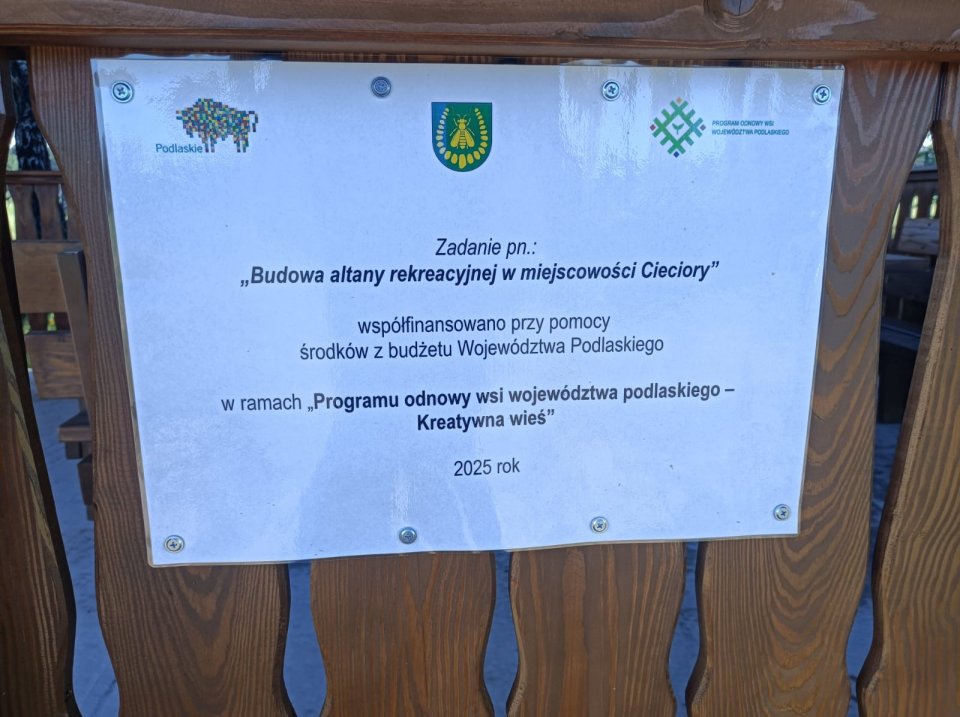 Podlaskie
PROGRAM ODNOWY WSI
WOJEWÓDZTWA PODLASKIEGO
Zadanie pn.:
„Budowa altany rekreacyjnej w miejscowości Cieciory”
współfinansowano przy pomocy
środków z budżetu Województwa Podlaskiego
w ramach „Programu odnowy wsi województwa podlaskiego –
Kreatywna wieś”
2025 rok